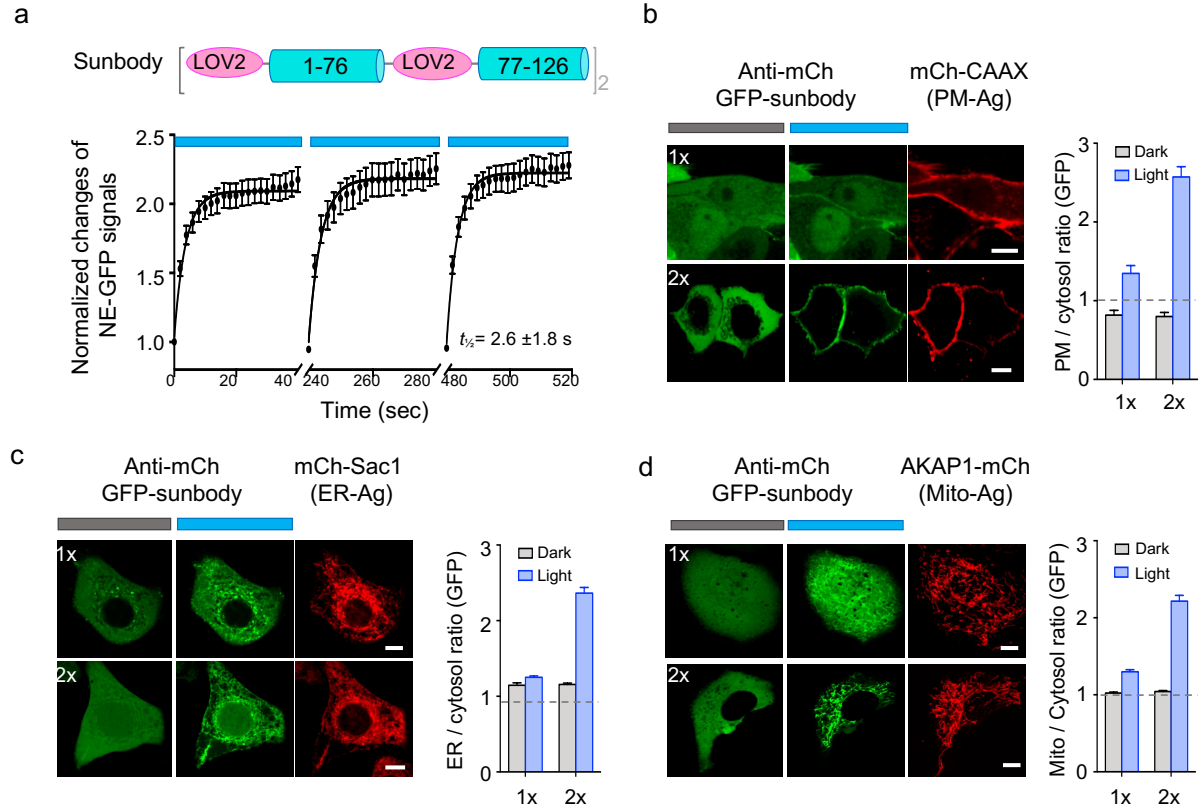 a
Sunbody
LOV2
1-76
LOV2
77-126
2
Normalized changes of
NE-GFP signals
2.5
2.0
1.5
1.0
t½= 2.6 ±1.8 s
0
20
40
240
260
280
480
500
520
Time (sec)
b
Anti-mCh
GFP-sunbody
mCh-CAAX
(PM-Ag)
1x
2x
PM / cytosol ratio (GFP)
3
2
1
0
Dark
Light
1x
2x
c
Anti-mCh
GFP-sunbody
mCh-Sac1
(ER-Ag)
1x
2x
ER / cytosol ratio (GFP)
3
2
1
0
Dark
Light
1x
2x
d
Anti-mCh
GFP-sunbody
AKAP1-mCh
(Mito-Ag)
1x
2x
Mito / Cytosol ratio (GFP)
3
2
1
0
Dark
Light
1x
2x